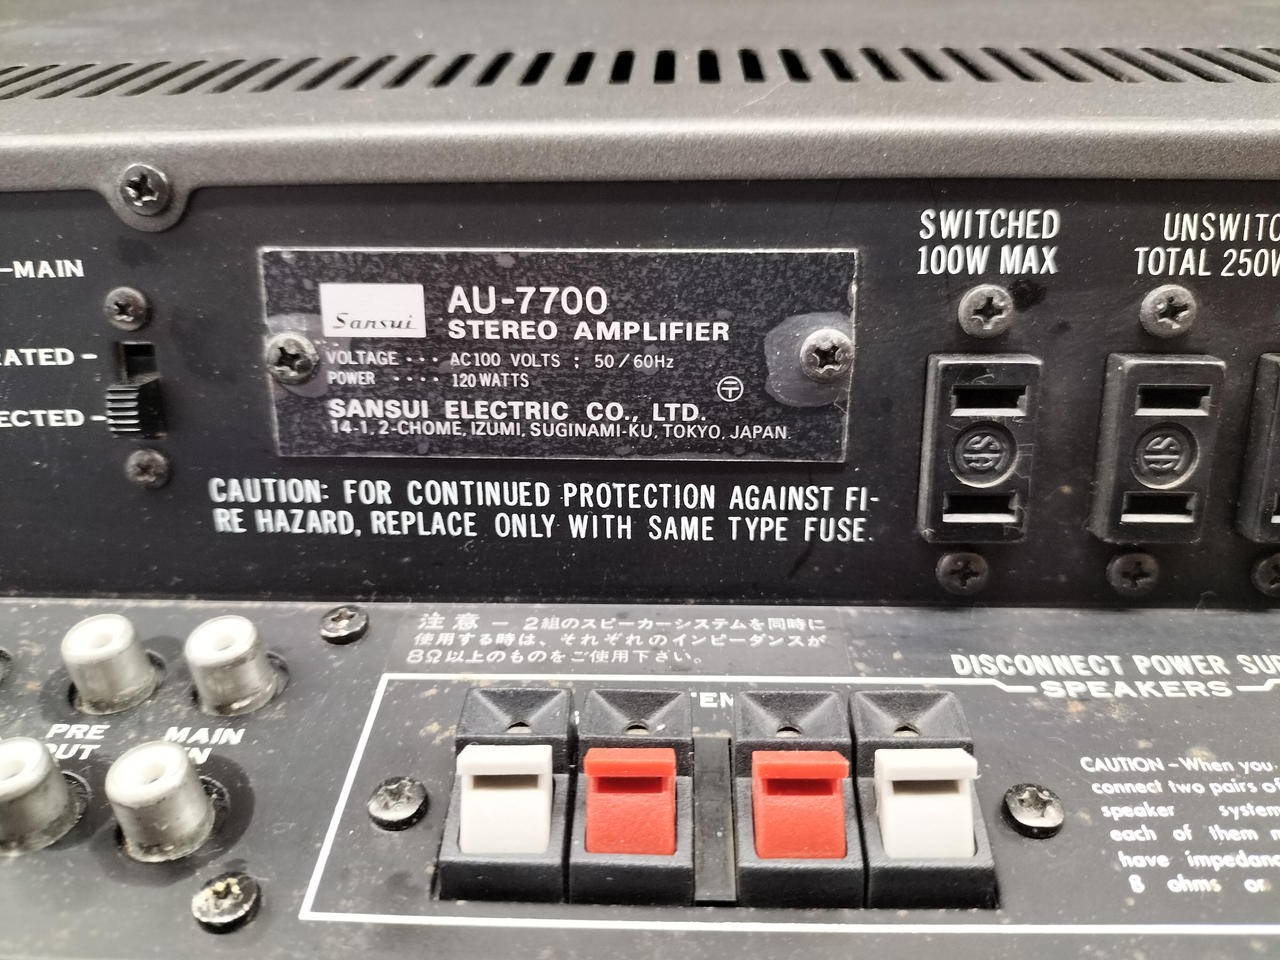 SWITCHED
100W MAX
TOTAL
-MAIN
Sansui
AU-7700
STEREO AMPLIFIER
VOLTAGE ··· AC100 VOLTS ; 50/60Hz
POWER ···· 120 WATTS
SANSUI ELECTRIC CO., LTD.
14-1, 2-CHOME, IZUMI, SUGINAMI-KU, TOKYO, JAPAN.
CAUTION: FOR CONTINUED PROTECTION AGAINST FI-
RE HAZARD, REPLACE ONLY WITH SAME TYPE FUSE.
注意 - 2組のスピーカーシステムを同時に
使用する時は、それぞれのインピーダンスが
8Ω以上のものをご使用下さい。
DISCONNECT POWER
SPEAKERS
PRE
MAIN
CAUTION - When you
connect two pairs of
speaker system
each of them
have
8 ohms or